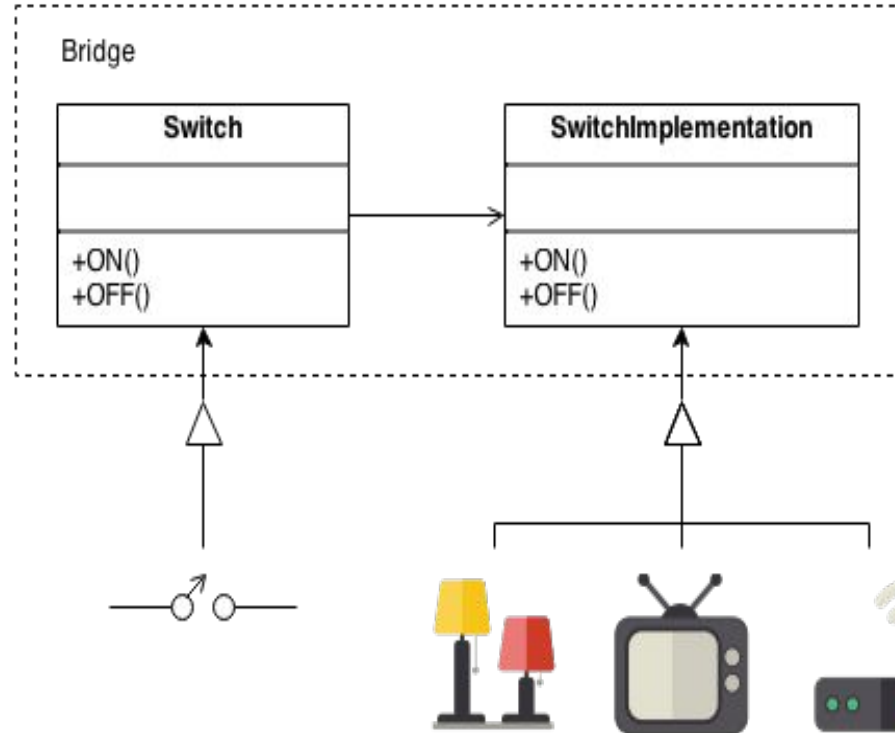 Bridge
Switch
+ON()
+OFF()
SwitchImplementation
+ON()
+OFF()